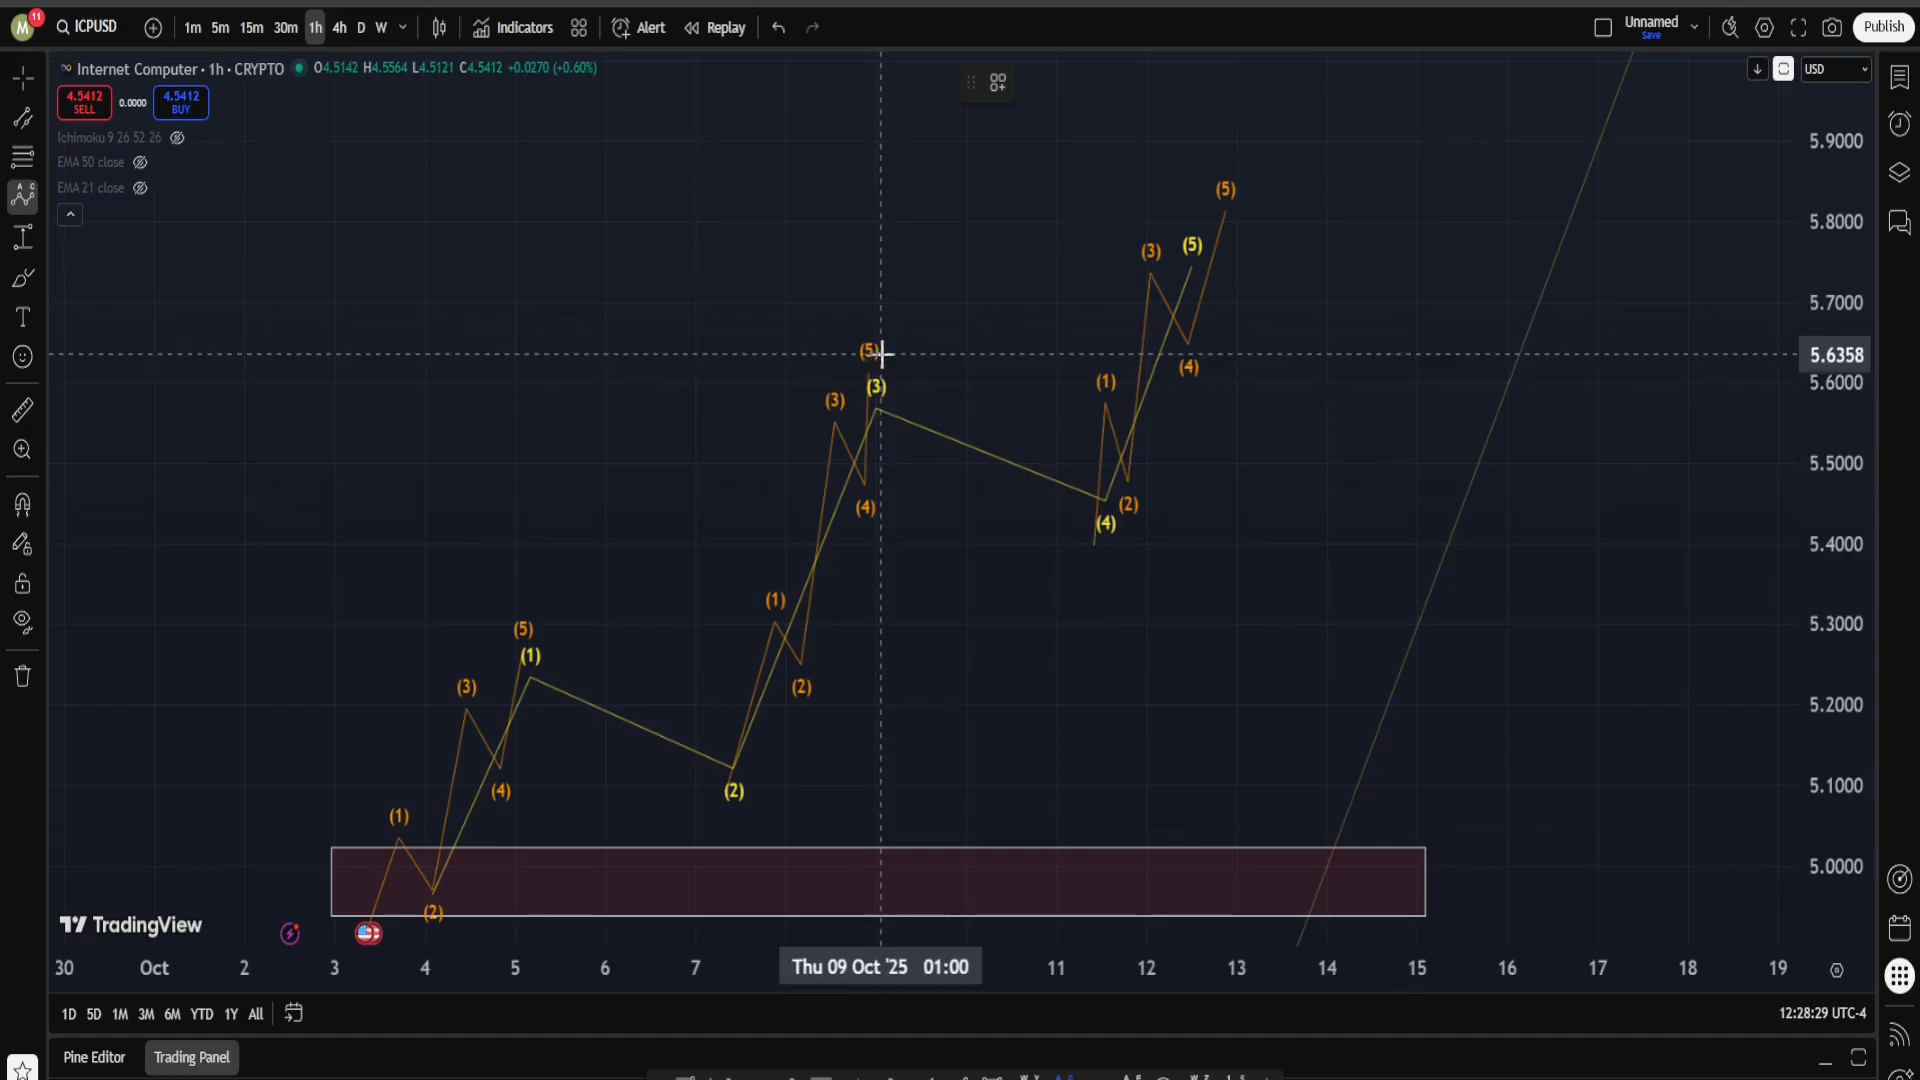 M 11 ICPUSD 1m 5m 15m 30m 1h 4h D W Indicators Alert Replay Unnamed Save Publish
Internet Computer · 1h · CRYPTO O4.5142 H4.5564 L4.5121 C4.5412 +0.0270 (+0.60%) USD
4.5412 SELL 0.0000 4.5412 BUY
Ichimoku 9 26 52 26
EMA 50 close
EMA 21 close
5.9000
(5)
5.8000
(3) (5)
5.7000
(5) 5.6358
(1) (4) 5.6000
(3) (3)
5.5000
(4) (4) (2)
5.4000
(1) 5.3000
(5) (1)
(3) (2)
5.2000
(4) (2) 5.1000
(1)
5.0000
(2)
TradingView
30 Oct 2 3 4 5 6 7 Thu 09 Oct '25 01:00 11 12 13 14 15 16 17 18 19
1D 5D 1M 3M 6M YTD 1Y All 12:28:29 UTC-4
Pine Editor Trading Panel